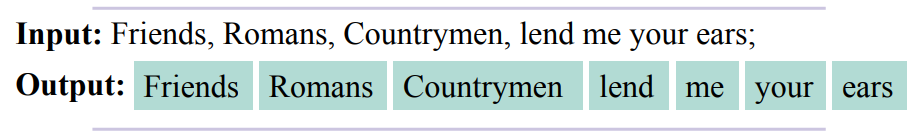 Input: Friends, Romans, Countrymen, lend me your ears;
Output: Friends Romans Countrymen lend me your ears